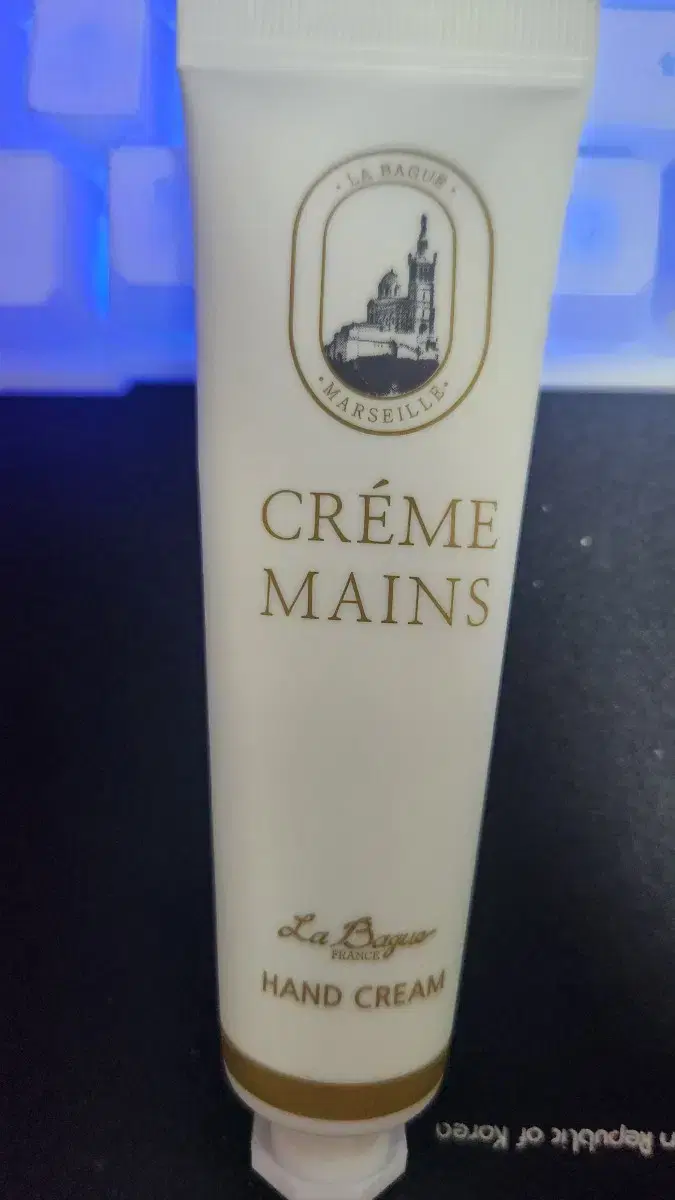 · LA BAGUE ·
· MARSEILLE ·
CRÉME
MAINS
La Bague
FRANCE
HAND CREAM
Republic of Korea